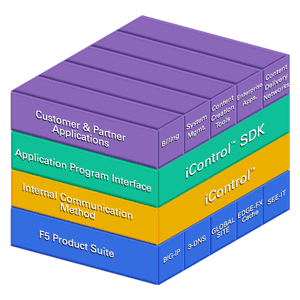 Customer & Partner
Applications
Billing
System
Mgmt.
Content
Creation
Tools
Enterprise
Apps.
Content
Delivery
Networks
Application Program Interface
iControl™ SDK
Internal Communication
Method
iControl™
F5 Product Suite
BIG-IP
3-DNS
GLOBAL
SITE
EDGE-FX
Cache
SEE-IT